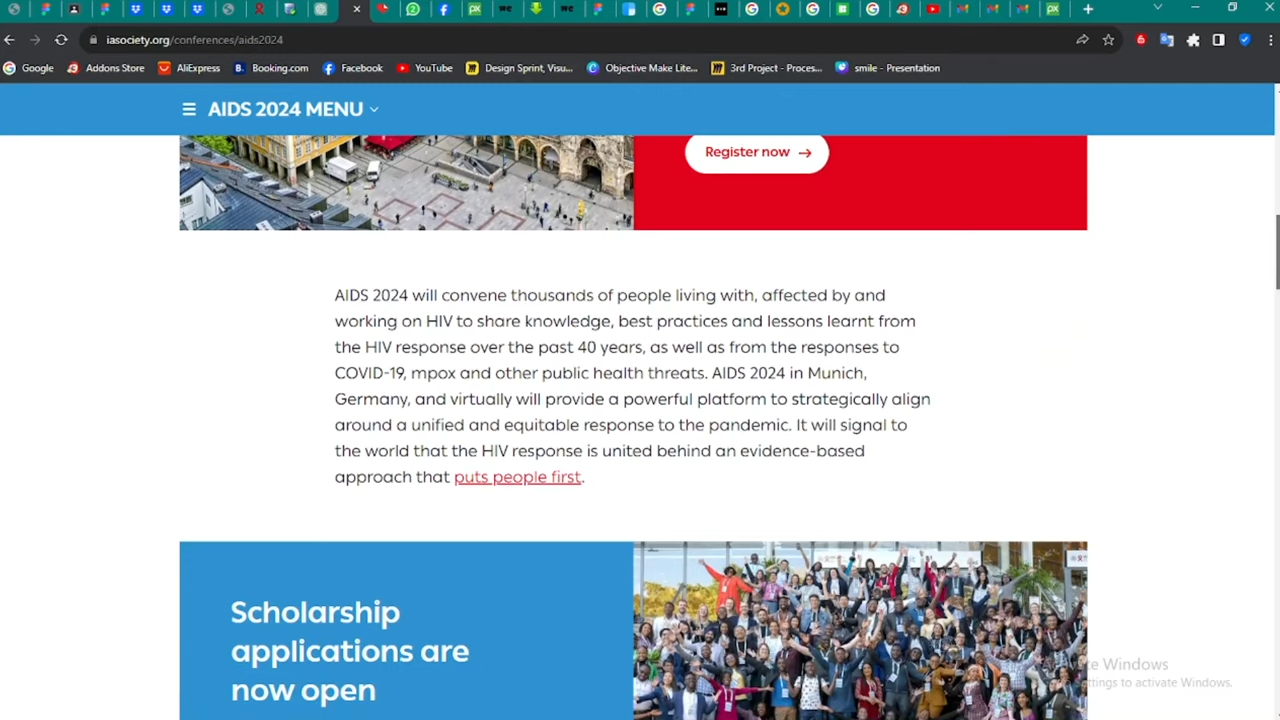 iasociety.org/conferences/aids2024
Google
Addons Store
AliExpress
Booking.com
Facebook
YouTube
Design Sprint, Visu...
Objective Make Lite...
3rd Project - Proces...
smile - Presentation
AIDS 2024 MENU
Register now
AIDS 2024 will convene thousands of people living with, affected by and
working on HIV to share knowledge, best practices and lessons learnt from
the HIV response over the past 40 years, as well as from the responses to
COVID-19, mpox and other public health threats. AIDS 2024 in Munich,
Germany, and virtually will provide a powerful platform to strategically align
around a unified and equitable response to the pandemic. It will signal to
the world that the HIV response is united behind an evidence-based
approach that puts people first.
Scholarship
applications are
now open
Windows
to activate Windows.